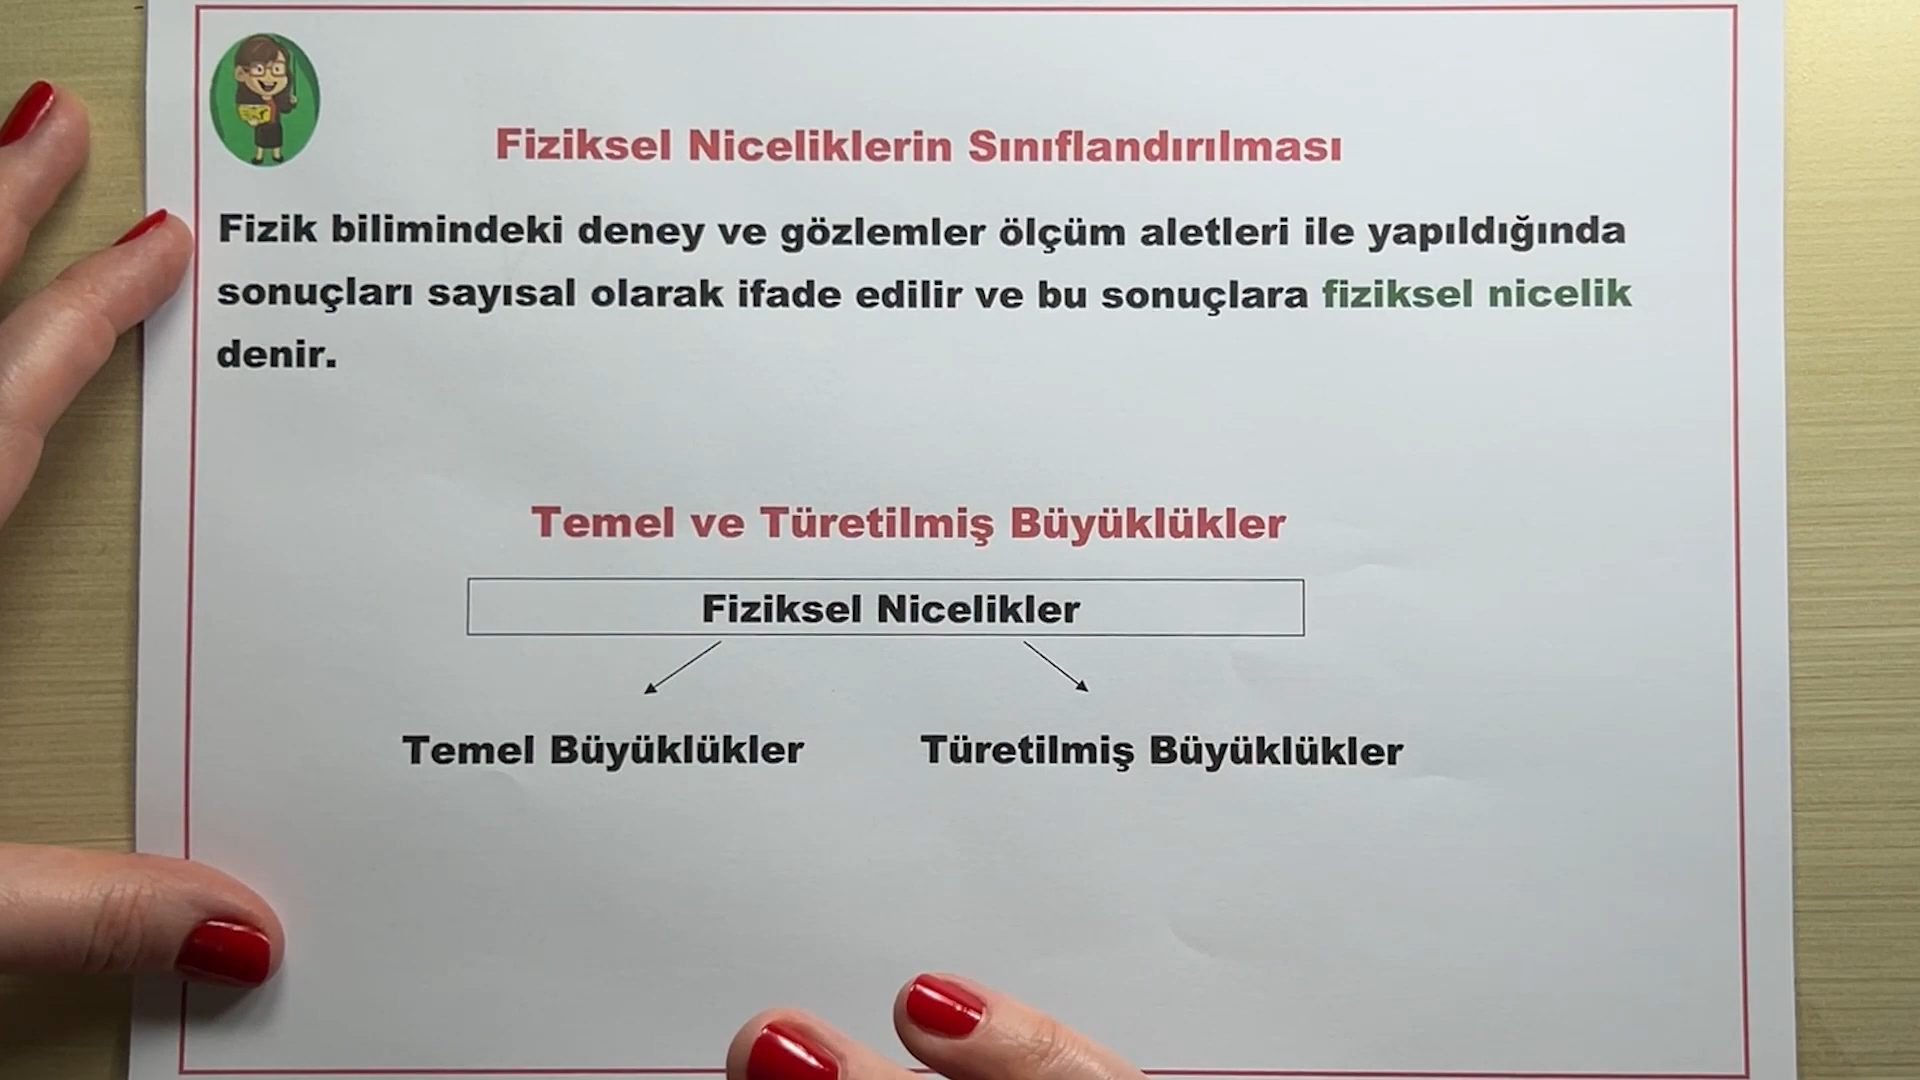 Fiziksel Niceliklerin Sınıflandırılması
Fizik bilimindeki deney ve gözlemler ölçüm aletleri ile yapıldığında
sonuçları sayısal olarak ifade edilir ve bu sonuçlara fiziksel nicelik
denir.
Temel ve Türetilmiş Büyüklükler
Fiziksel Nicelikler
Temel Büyüklükler Türetilmiş Büyüklükler